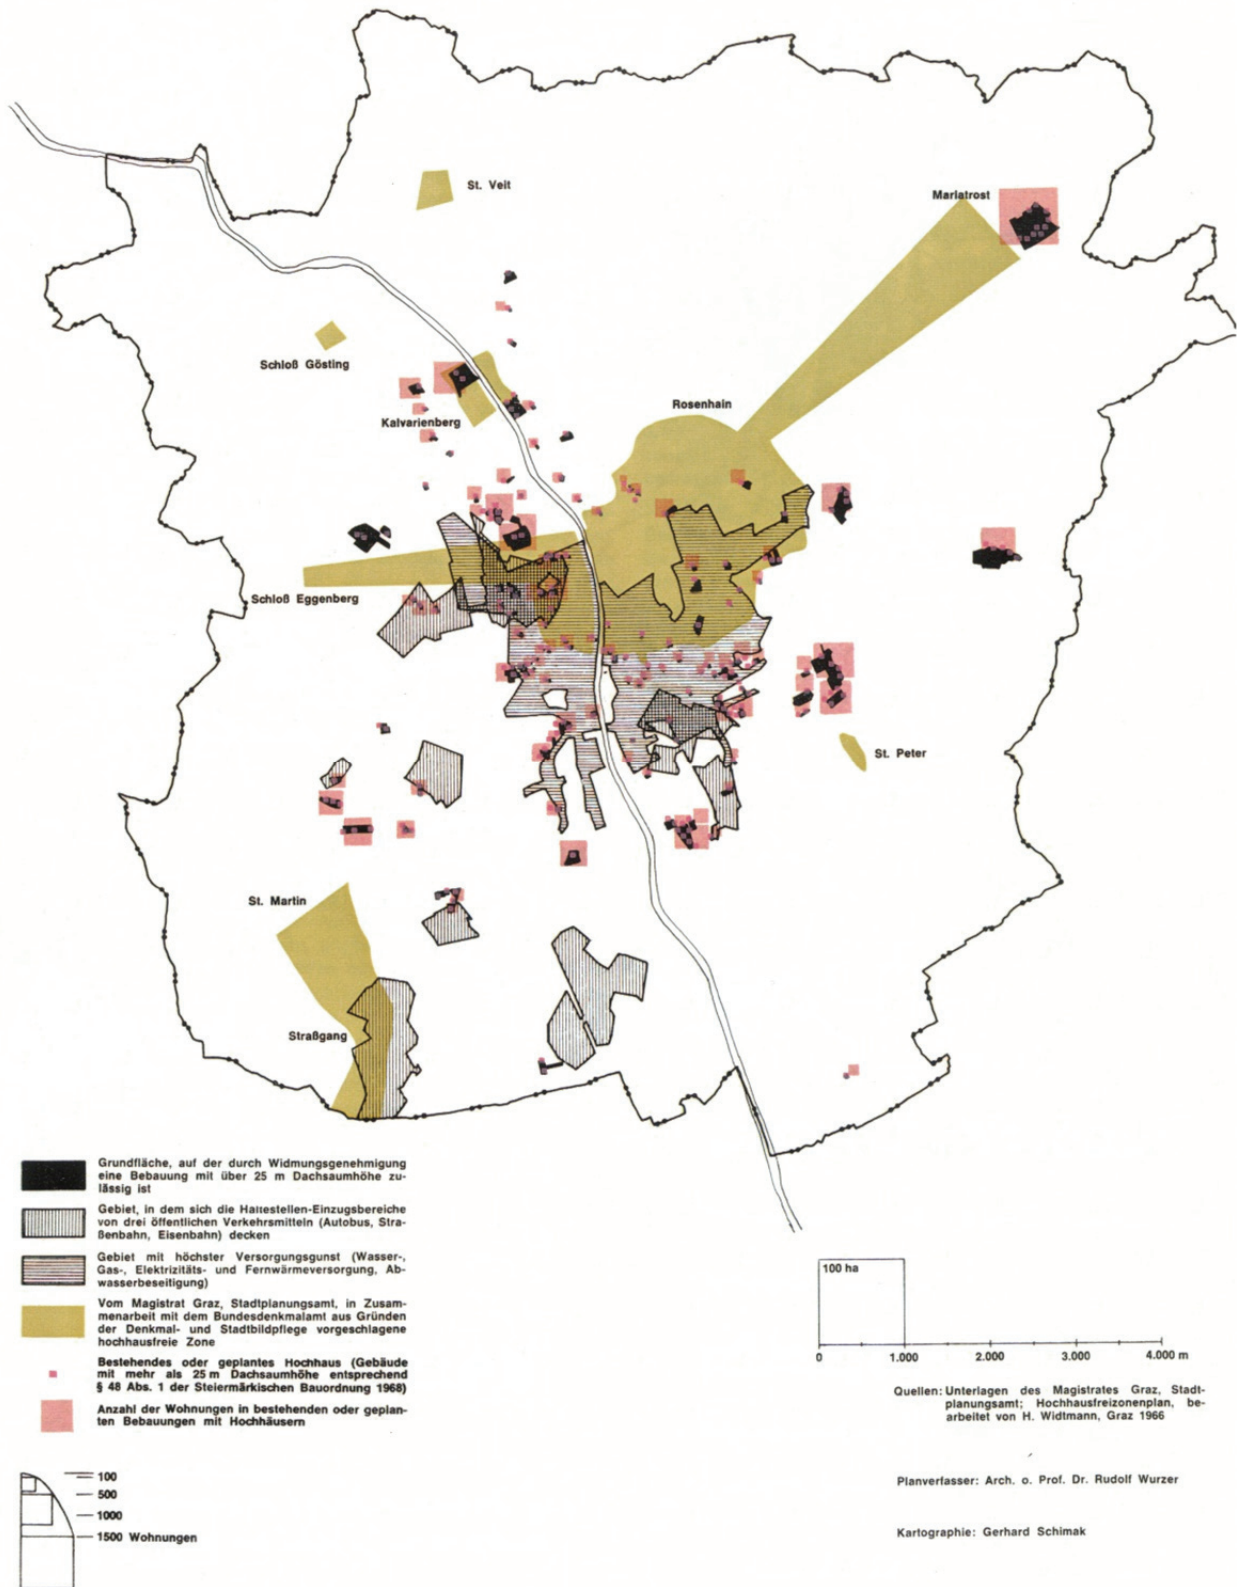 St. Veit
Mariatrost
Schloß Gösting
Kalvarienberg
Rosenhain
Schloß Eggenberg
St. Peter
St. Martin
Straßgang
Grundfläche, auf der durch Widmungsgenehmigung
eine Bebauung mit über 25 m Dachsaumhöhe zu-
lässig ist
Gebiet, in dem sich die Haltestellen-Einzugsbereiche
von drei öffentlichen Verkehrsmitteln (Autobus, Stra-
ßenbahn, Eisenbahn) decken
Gebiet mit höchster Versorgungsgunst (Wasser-,
Gas-, Elektrizitäts- und Fernwärmeversorgung, Ab-
wasserbeseitigung)
Vom Magistrat Graz, Stadtplanungsamt, in Zusam-
menarbeit mit dem Bundesdenkmalamt aus Gründen
der Denkmal- und Stadtbildpflege vorgeschlagene
hochhausfreie Zone
Bestehendes oder geplantes Hochhaus (Gebäude
mit mehr als 25 m Dachsaumhöhe entsprechend
§ 48 Abs. 1 der Steiermärkischen Bauordnung 1968)
Anzahl der Wohnungen in bestehenden oder geplan-
ten Bebauungen mit Hochhäusern
100
500
1000
1500 Wohnungen
100 ha
0 1.000 2.000 3.000 4.000 m
Quellen: Unterlagen des Magistrates Graz, Stadt-
planungsamt; Hochhausfreizonenplan, be-
arbeitet von H. Widtmann, Graz 1966
Planverfasser: Arch. o. Prof. Dr. Rudolf Wurzer
Kartographie: Gerhard Schimak